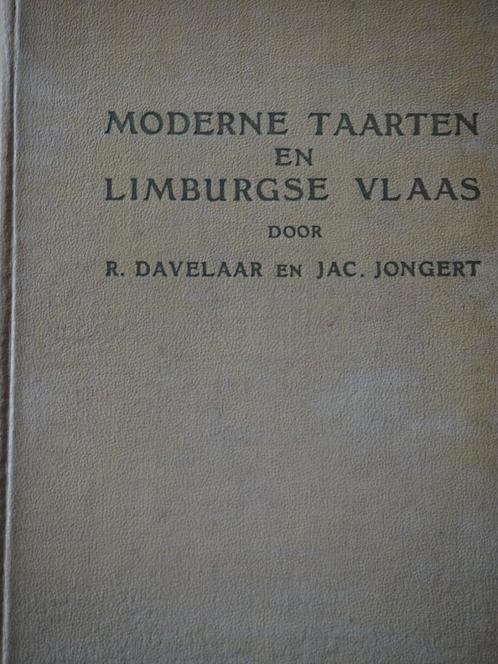 MODERNE TAARTEN
EN
LIMBURGSE VLAAS
DOOR
R. DAVELAAR EN JAC. JONGERT